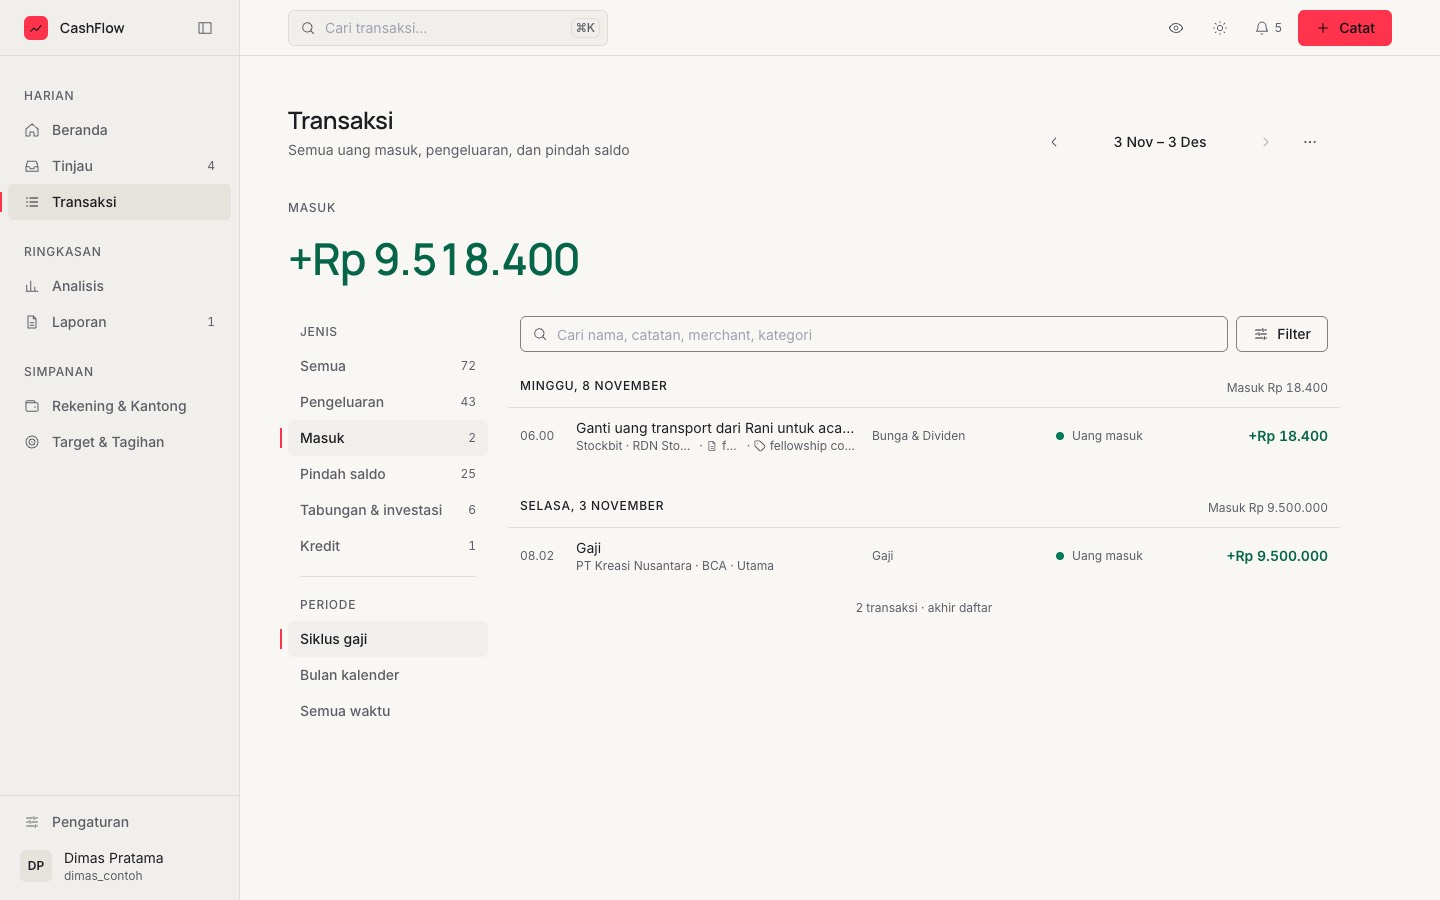 CashFlow
Cari transaksi...
⌘K
5
+ Catat
HARIAN
Beranda
Tinjau 4
Transaksi
RINGKASAN
Analisis
Laporan 1
SIMPANAN
Rekening & Kantong
Target & Tagihan
Pengaturan
DP
Dimas Pratama
dimas_contoh
Transaksi
Semua uang masuk, pengeluaran, dan pindah saldo
3 Nov – 3 Des
MASUK
+Rp 9.518.400
JENIS
Semua 72
Pengeluaran 43
Masuk 2
Pindah saldo 25
Tabungan & investasi 6
Kredit 1
PERIODE
Siklus gaji
Bulan kalender
Semua waktu
Cari nama, catatan, merchant, kategori
Filter
MINGGU, 8 NOVEMBER Masuk Rp 18.400
06.00 Ganti uang transport dari Rani untuk aca... Bunga & Dividen Uang masuk +Rp 18.400
Stockbit · RDN Sto... · f... · fellowship co...
SELASA, 3 NOVEMBER Masuk Rp 9.500.000
08.02 Gaji Gaji Uang masuk +Rp 9.500.000
PT Kreasi Nusantara · BCA · Utama
2 transaksi · akhir daftar